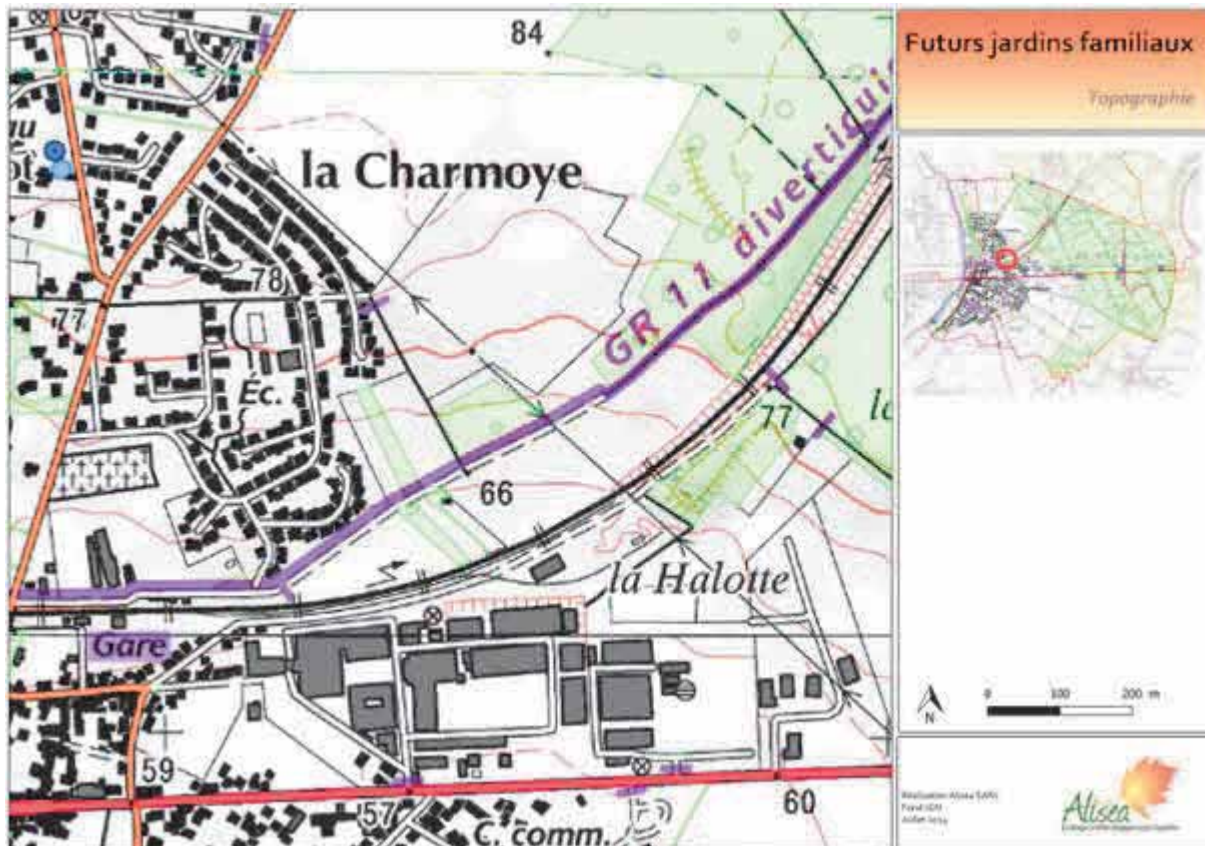 84
Futurs jardins familiaux
Topographie
la Charmoye
GR 11 diverticul
78
77
Éc.
77
66
la Halotte
Gare
59
57
60
C. comm.
N
0 100 200 m
Alisea